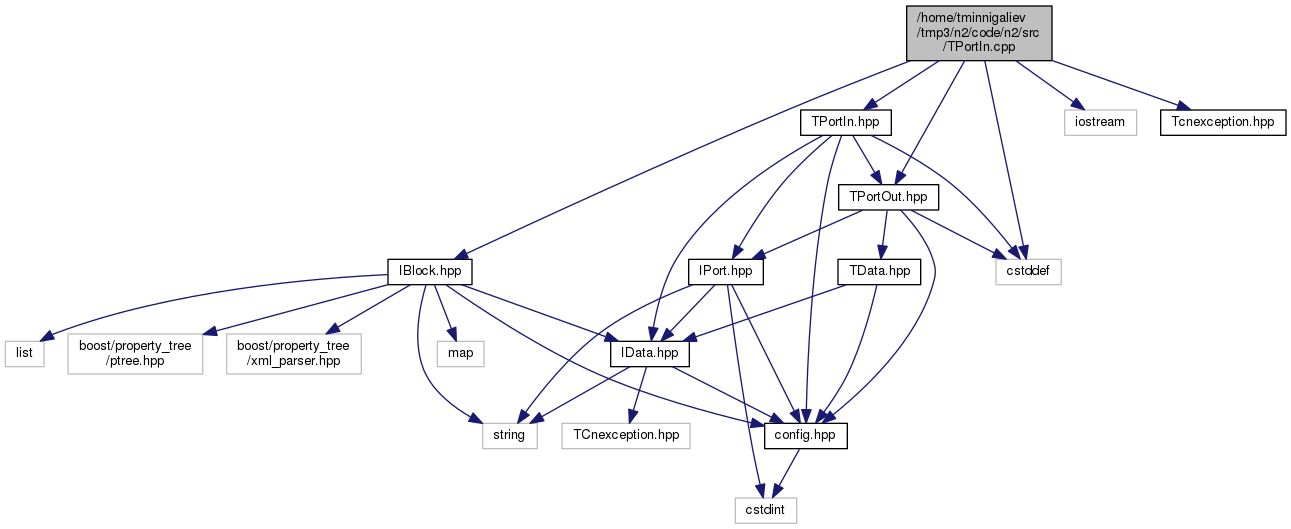 /home/tminnigaliev
/tmp3/n2/code/n2/src
/TPortIn.cpp
TPortIn.hpp
iostream
Tcnexception.hpp
TPortOut.hpp
IBlock.hpp
IPort.hpp
TData.hpp
cstddef
list
boost/property_tree
/ptree.hpp
boost/property_tree
/xml_parser.hpp
map
IData.hpp
string
TCnexception.hpp
config.hpp
cstdint